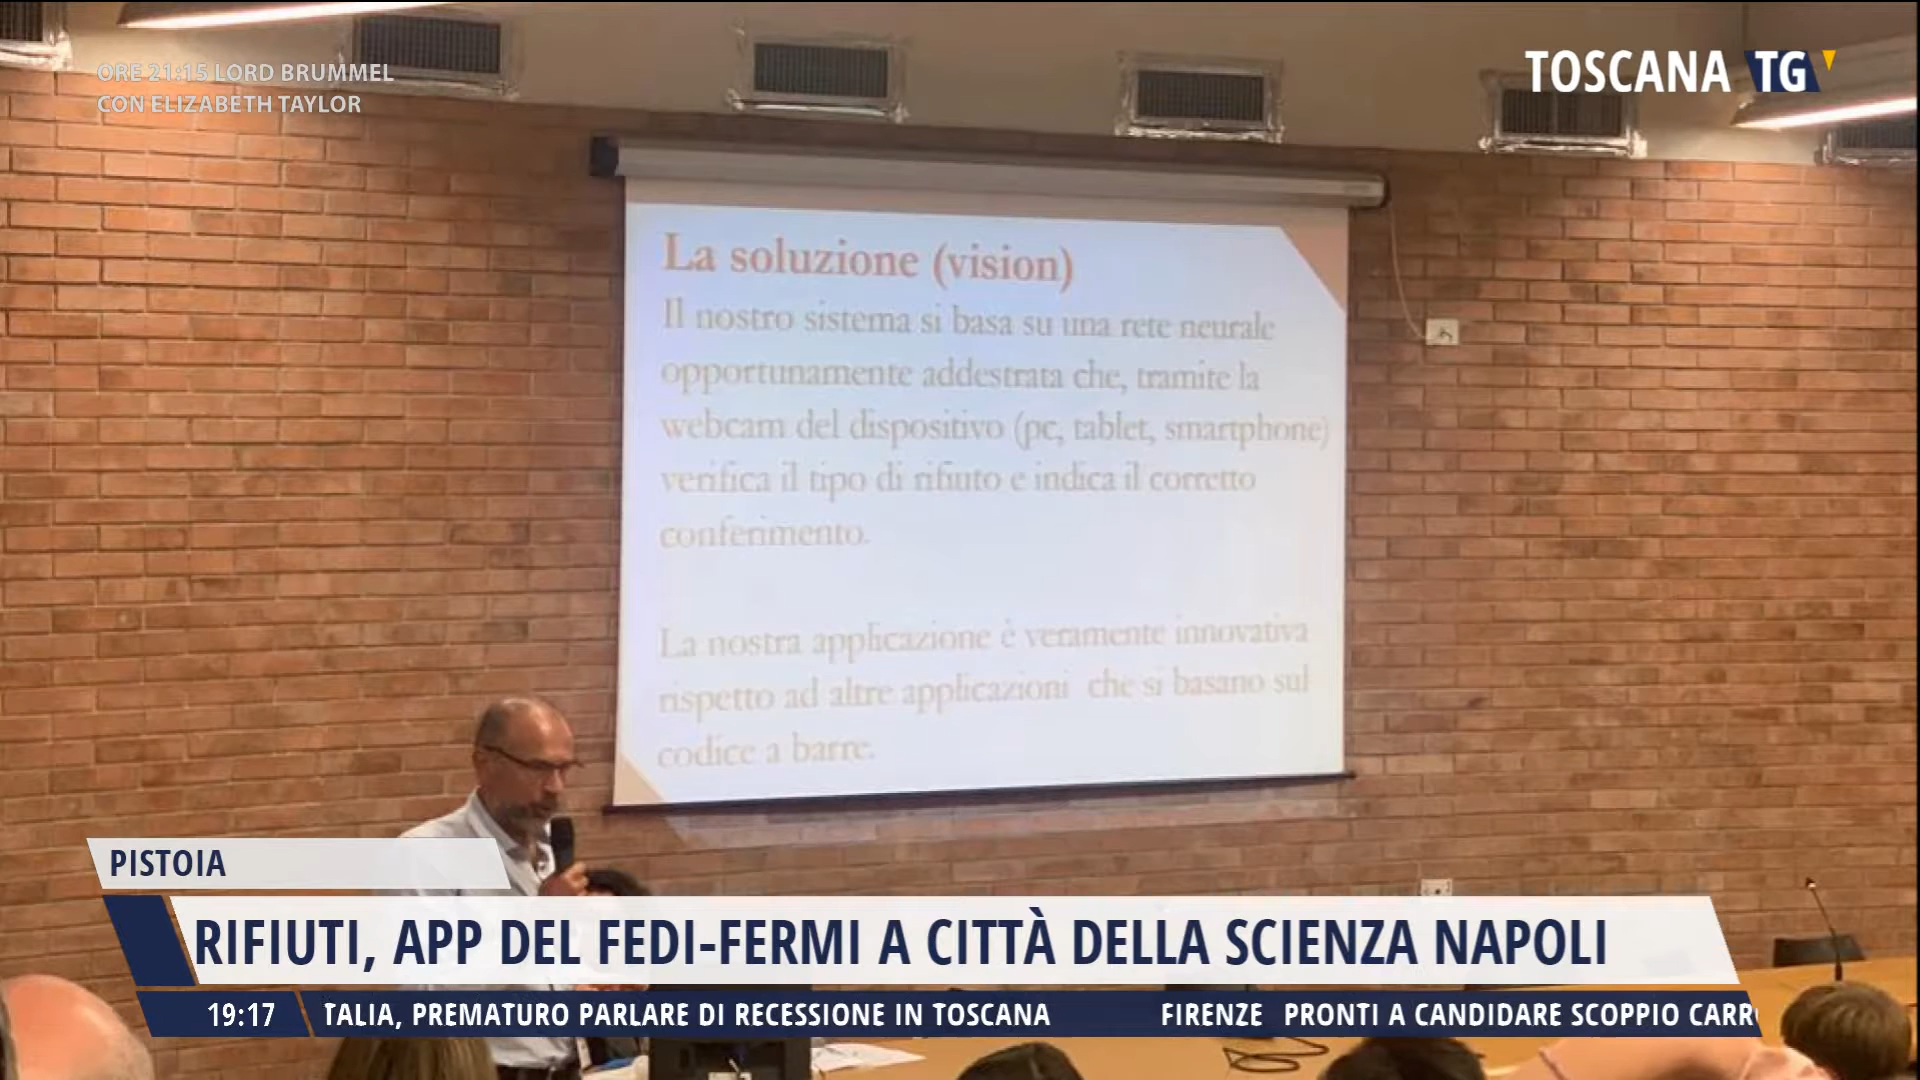 ORE 21:15 LORD BRUMMEL
CON ELIZABETH TAYLOR
TOSCANA TG
La soluzione (vision)
Il nostro sistema si basa su una rete neurale
opportunamente addestrata che, tramite la
webcam del dispositivo (pc, tablet, smartphone)
verifica il tipo di rifiuto e indica il corretto
conferimento.
La nostra applicazione è veramente innovativa
rispetto ad altre applicazioni che si basano sul
codice a barre.
PISTOIA
RIFIUTI, APP DEL FEDI-FERMI A CITTÀ DELLA SCIENZA NAPOLI
19:17 TALIA, PREMATURO PARLARE DI RECESSIONE IN TOSCANA FIRENZE PRONTI A CANDIDARE SCOPPIO CARR